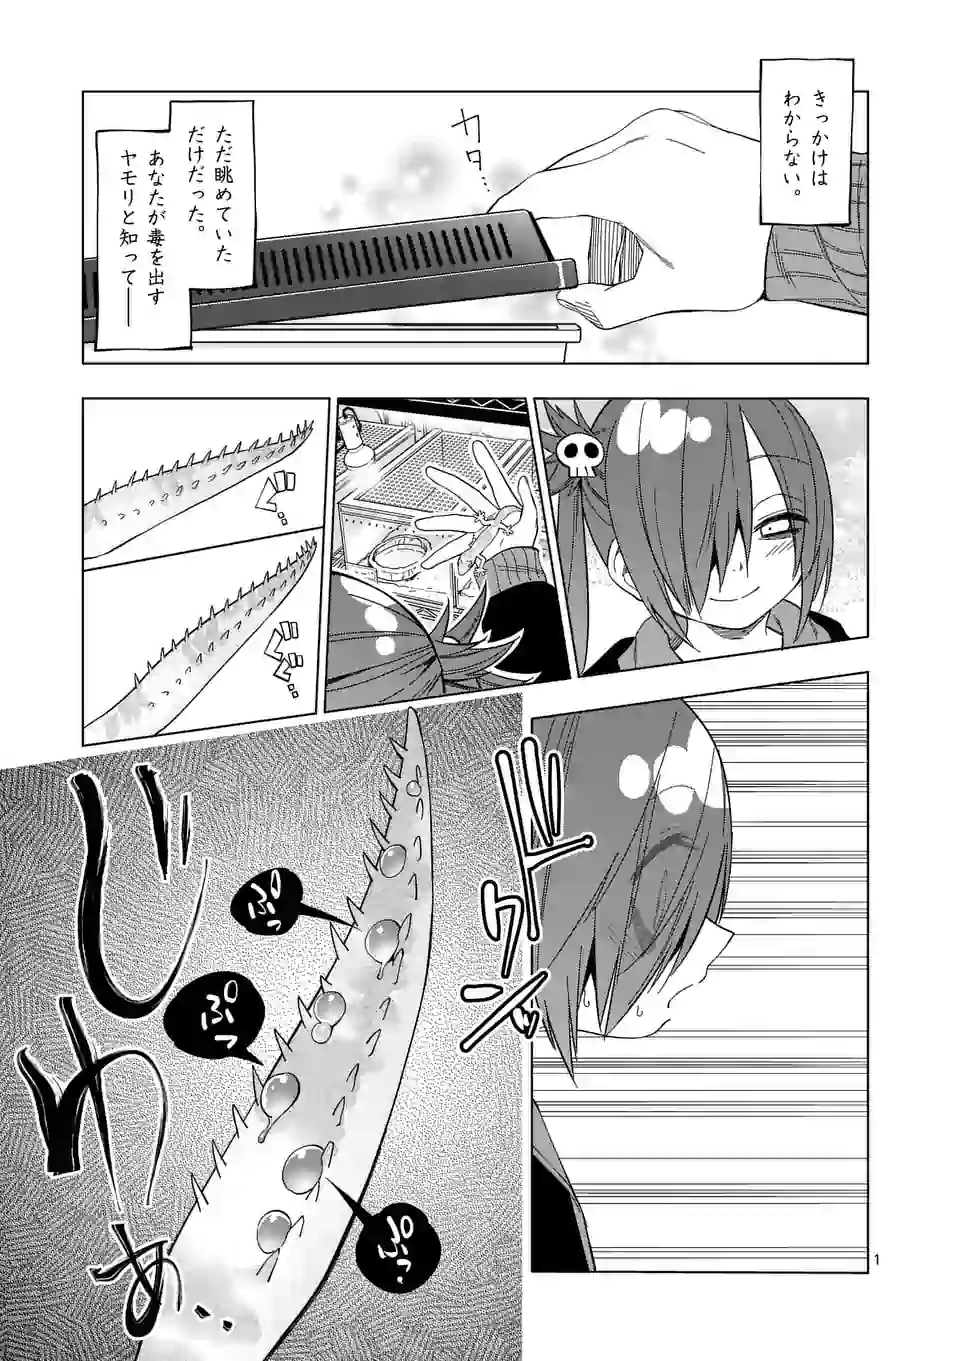 きっかけは
わからない。
カタ…
ただ眺めていた
だけだった。
あなたが毒を出す
ヤモリと知って――
ドクン
ぷっ
ぷっ
ぷっ
じわぁ
1